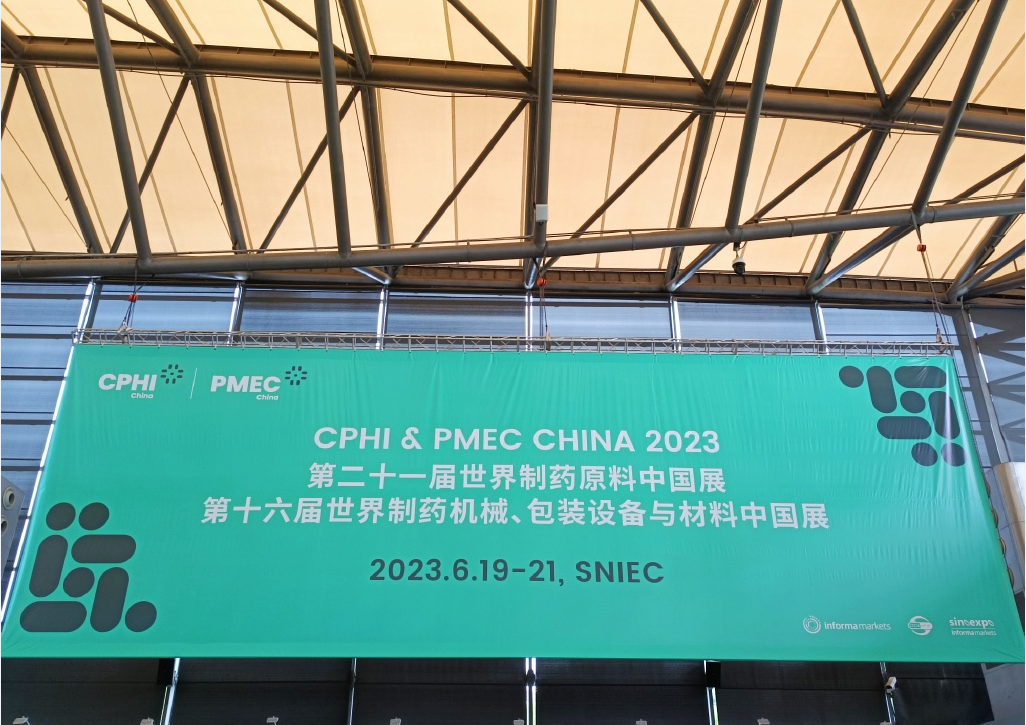 CPHI China | PMEC China
CPHI & PMEC CHINA 2023
第二十一届世界制药原料中国展
第十六届世界制药机械、包装设备与材料中国展
2023.6.19-21, SNIEC
informa markets
sinoexpo
informa markets